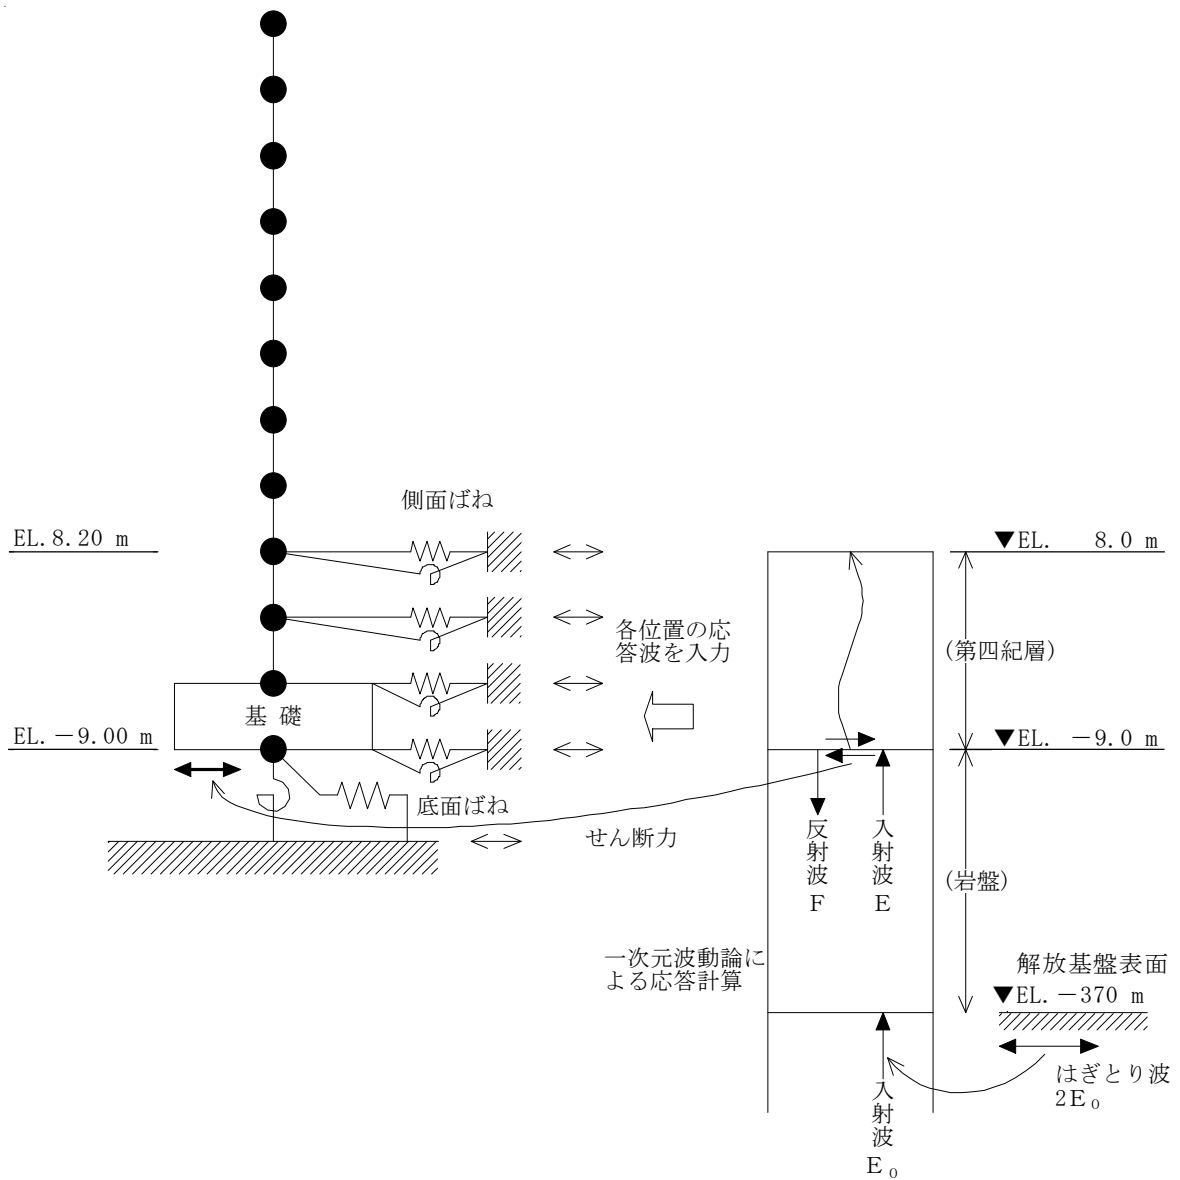 側面ばね
EL.8.20 m
▼EL. 8.0 m
各位置の応
答波を入力
(第四紀層)
基 礎
EL.－9.00 m
▼EL. －9.0 m
底面ばね
せん断力
反射波F
入射波E
(岩盤)
一次元波動論に
よる応答計算
解放基盤表面
▼EL.－370 m
はぎとり波
2E₀
入射波E₀